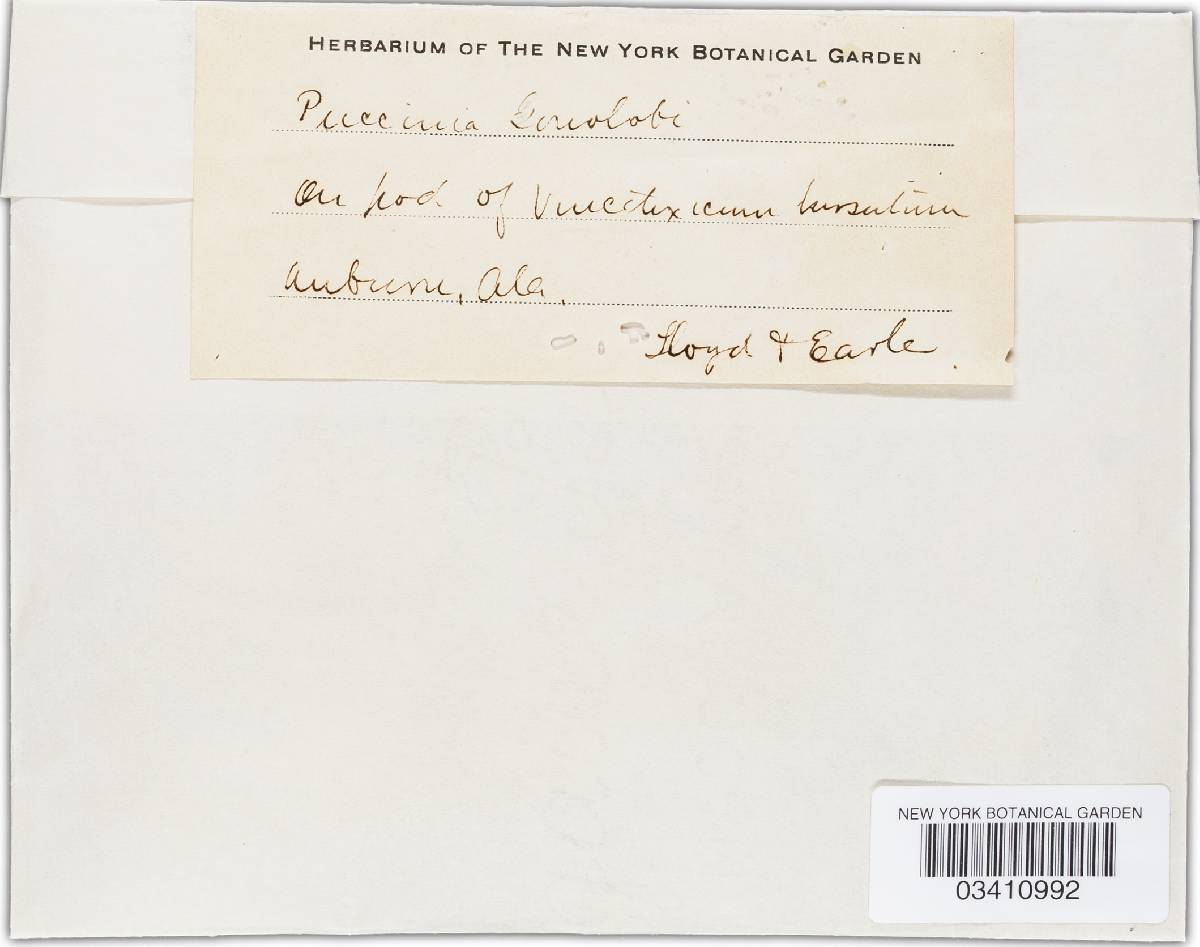 HERBARIUM OF THE NEW YORK BOTANICAL GARDEN
Puccinia Gonolobi
On pod of Vincetoxicum hirsutum
Auburn, Ala.
Lloyd & Earle
NEW YORK BOTANICAL GARDEN
03410992